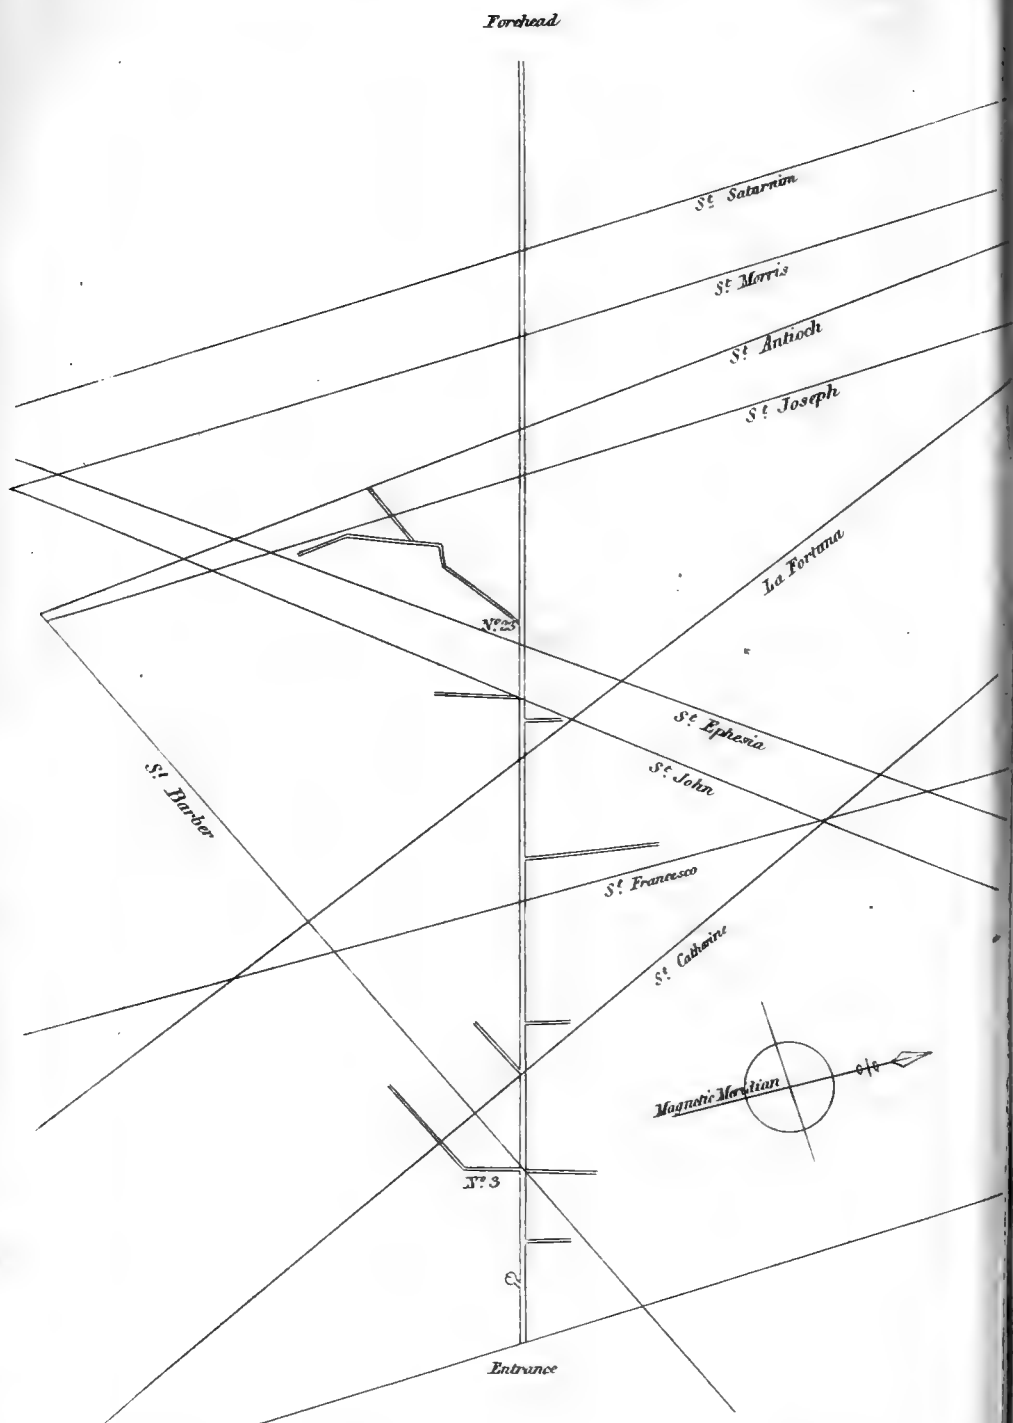 Forehead
St. Saturnim
St. Morris
St. Antioch
St. Joseph
La Fortuna
No. 23
St. Ephesia
St. John
St. Barber
St. Francesco
St. Catherine
Magnetic Meridian
No. 3
Entrance